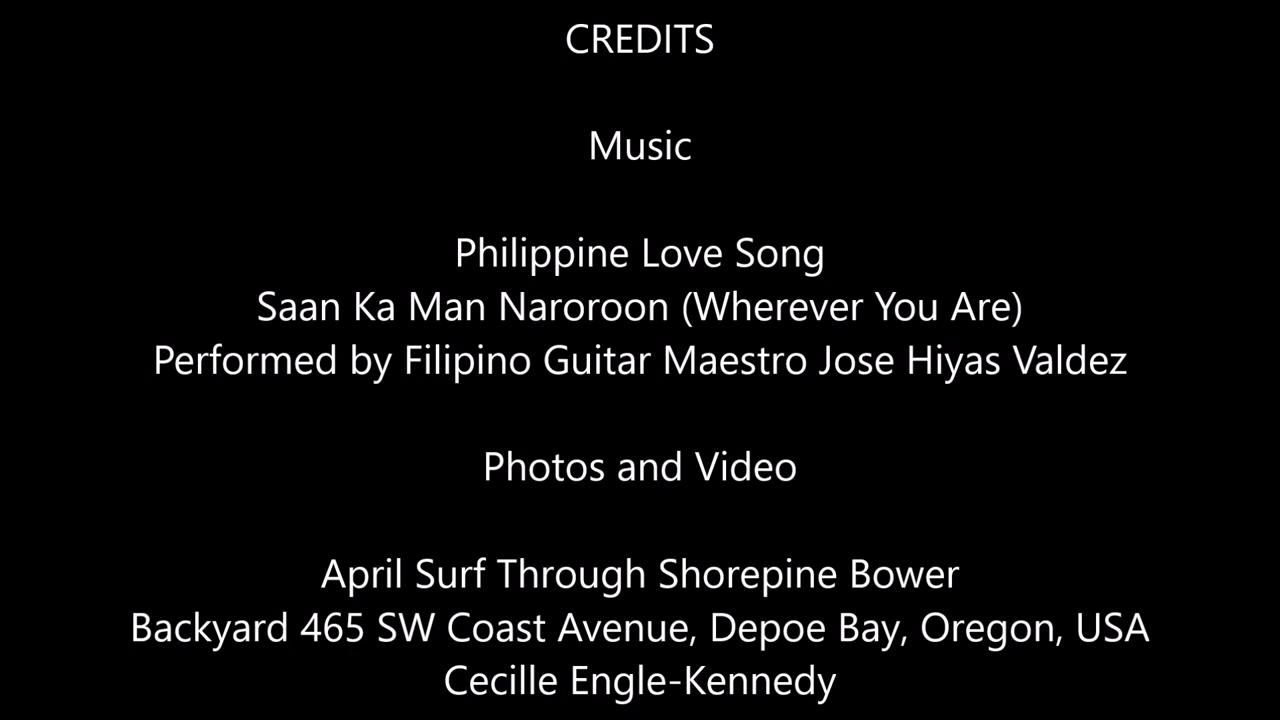 CREDITS
Music
Philippine Love Song
Saan Ka Man Naroroon (Wherever You Are)
Performed by Filipino Guitar Maestro Jose Hiyas Valdez
Photos and Video
April Surf Through Shorepine Bower
Backyard 465 SW Coast Avenue, Depoe Bay, Oregon, USA
Cecille Engle-Kennedy